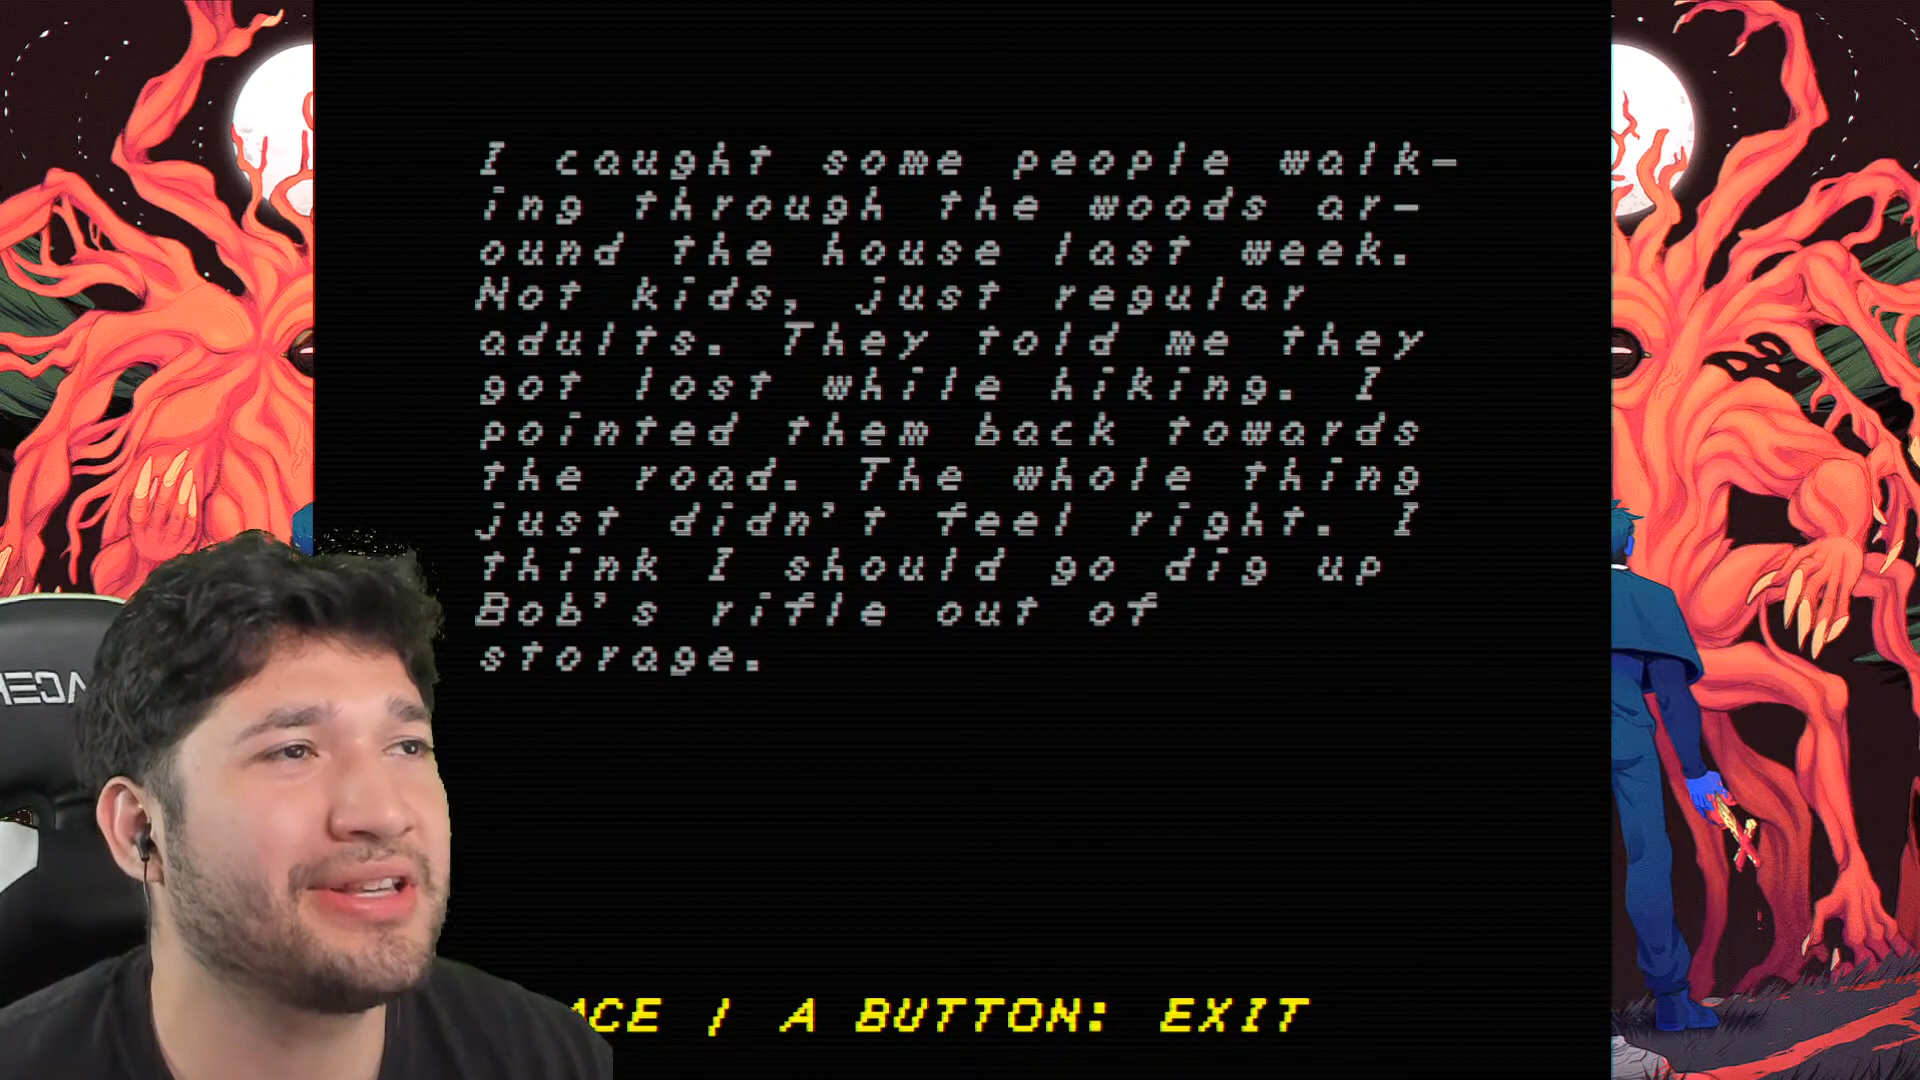 I caught some people walk-
ing through the woods ar-
ound the house last week.
Not kids, just regular
adults. They told me they
got lost while hiking. I
pointed them back towards
the road. The whole thing
just didn't feel right. I
think I should go dig up
Bob's rifle out of
storage.
/ A BUTTON: EXIT